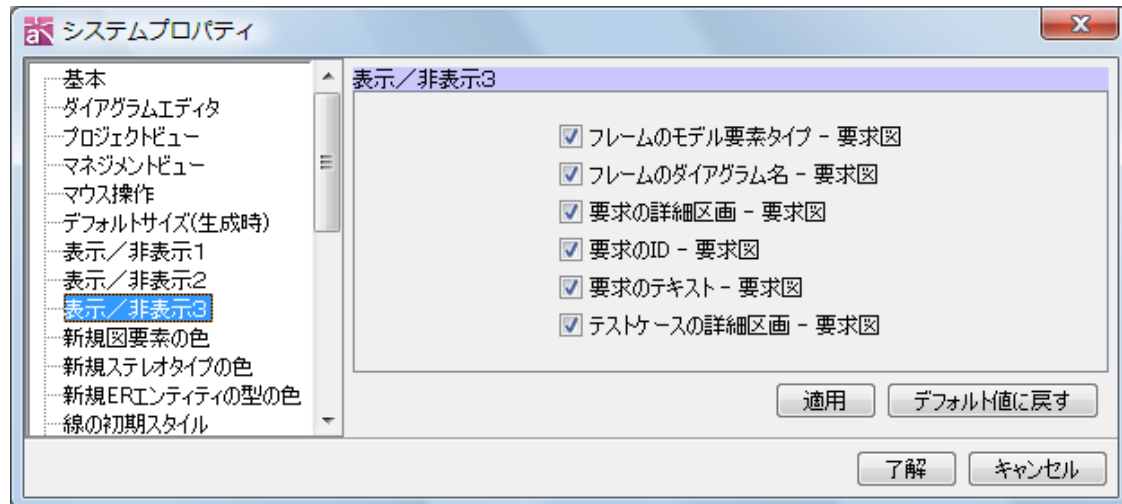 システムプロパティ
基本
ダイアグラムエディタ
プロジェクトビュー
マネジメントビュー
マウス操作
デフォルトサイズ(生成時)
表示／非表示1
表示／非表示2
表示／非表示3
新規図要素の色
新規ステレオタイプの色
新規ERエンティティの型の色
線の初期スタイル
表示／非表示3
フレームのモデル要素タイプ - 要求図
フレームのダイアグラム名 - 要求図
要求の詳細区画 - 要求図
要求のID - 要求図
要求のテキスト - 要求図
テストケースの詳細区画 - 要求図
適用
デフォルト値に戻す
了解
キャンセル